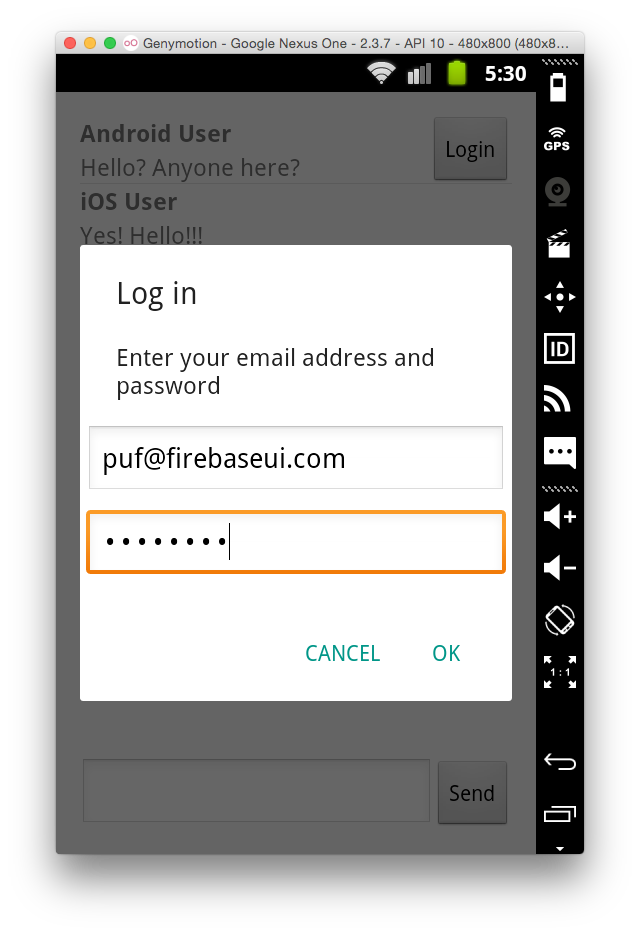 Genymotion - Google Nexus One - 2.3.7 - API 10 - 480x800 (480x8...
5:30
Android User
Login
Hello? Anyone here?
iOS User
Yes! Hello!!!
Log in
Enter your email address and
password
puf@firebaseui.com
••••••••
CANCEL
OK
Send
GPS
ID
1:1